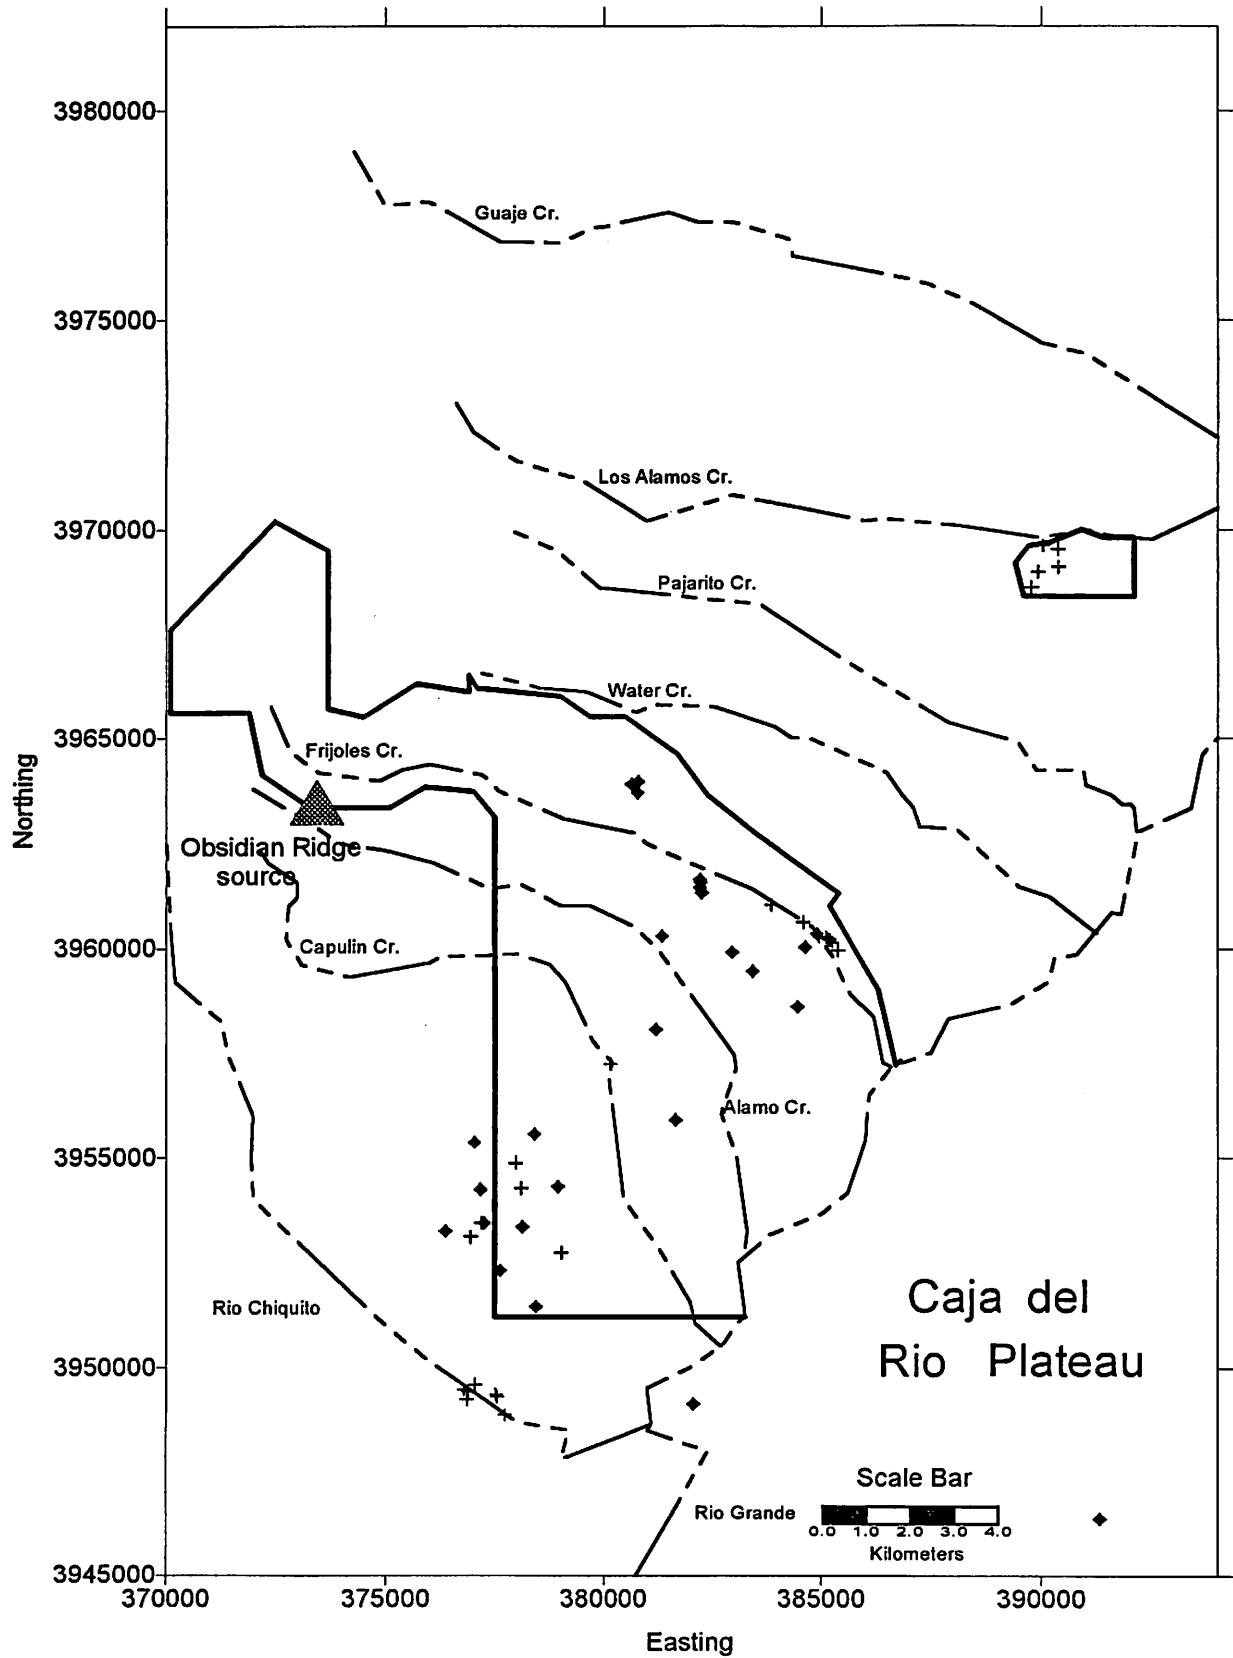 3980000
Guaje Cr.
3975000
Los Alamos Cr.
3970000
Pajarito Cr.
Water Cr.
3965000
Frijoles Cr.
Northing
Obsidian Ridge
source
Capulin Cr.
3960000
Alamo Cr.
3955000
Rio Chiquito
Caja del
Rio Plateau
3950000
Scale Bar
Rio Grande
0.0 1.0 2.0 3.0 4.0
Kilometers
3945000
370000 375000 380000 385000 390000
Easting